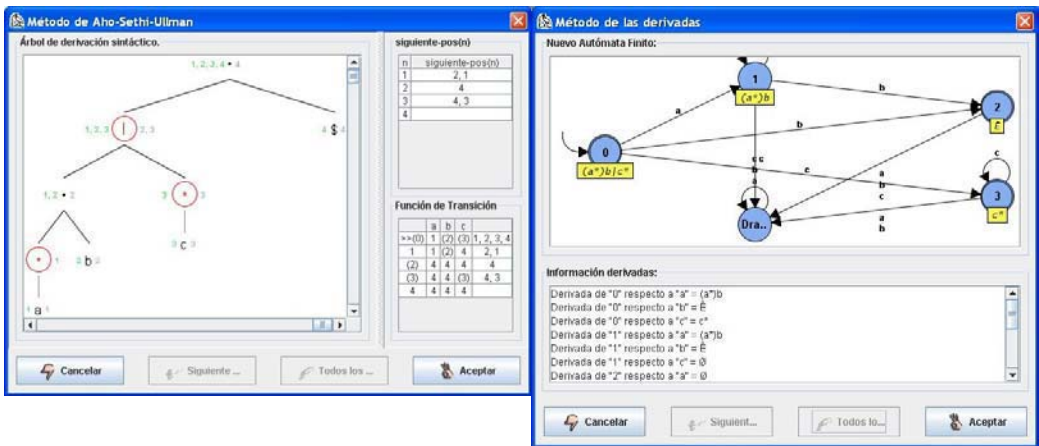 Método de Aho-Sethi-Ullman
Árbol de derivación sintáctico.
1, 2, 3, 4 • 4
1, 2, 3 | 2, 3
4 $ 4
1, 2 • 2
3 * 3
3 c 3
* 1
2 b 2
1 a 1
siguiente-pos(n)
n siguiente-pos(n)
1 2, 1
2 4
3 4, 3
4
Función de Transición
a b c
>>(0) 1 (2) (3) 1, 2, 3, 4
1 1 (2) 4 2, 1
(2) 4 4 4 4
(3) 4 4 (3) 4, 3
4 4 4 4
Cancelar
Siguiente ...
Todos los ...
Aceptar
Método de las derivadas
Nuevo Autómata Finito:
1
(a*)b
b
2
Ê
a
b
0
(a*)b|c*
c
c
3
c*
a
b
c
Dra..
a
b
Información derivadas:
Derivada de "0" respecto a "a" = (a*)b
Derivada de "0" respecto a "b" = Ê
Derivada de "0" respecto a "c" = c*
Derivada de "1" respecto a "a" = (a*)b
Derivada de "1" respecto a "b" = Ê
Derivada de "1" respecto a "c" = Ø
Derivada de "2" respecto a "a" = Ø
Cancelar
Siguient...
Todos lo...
Aceptar